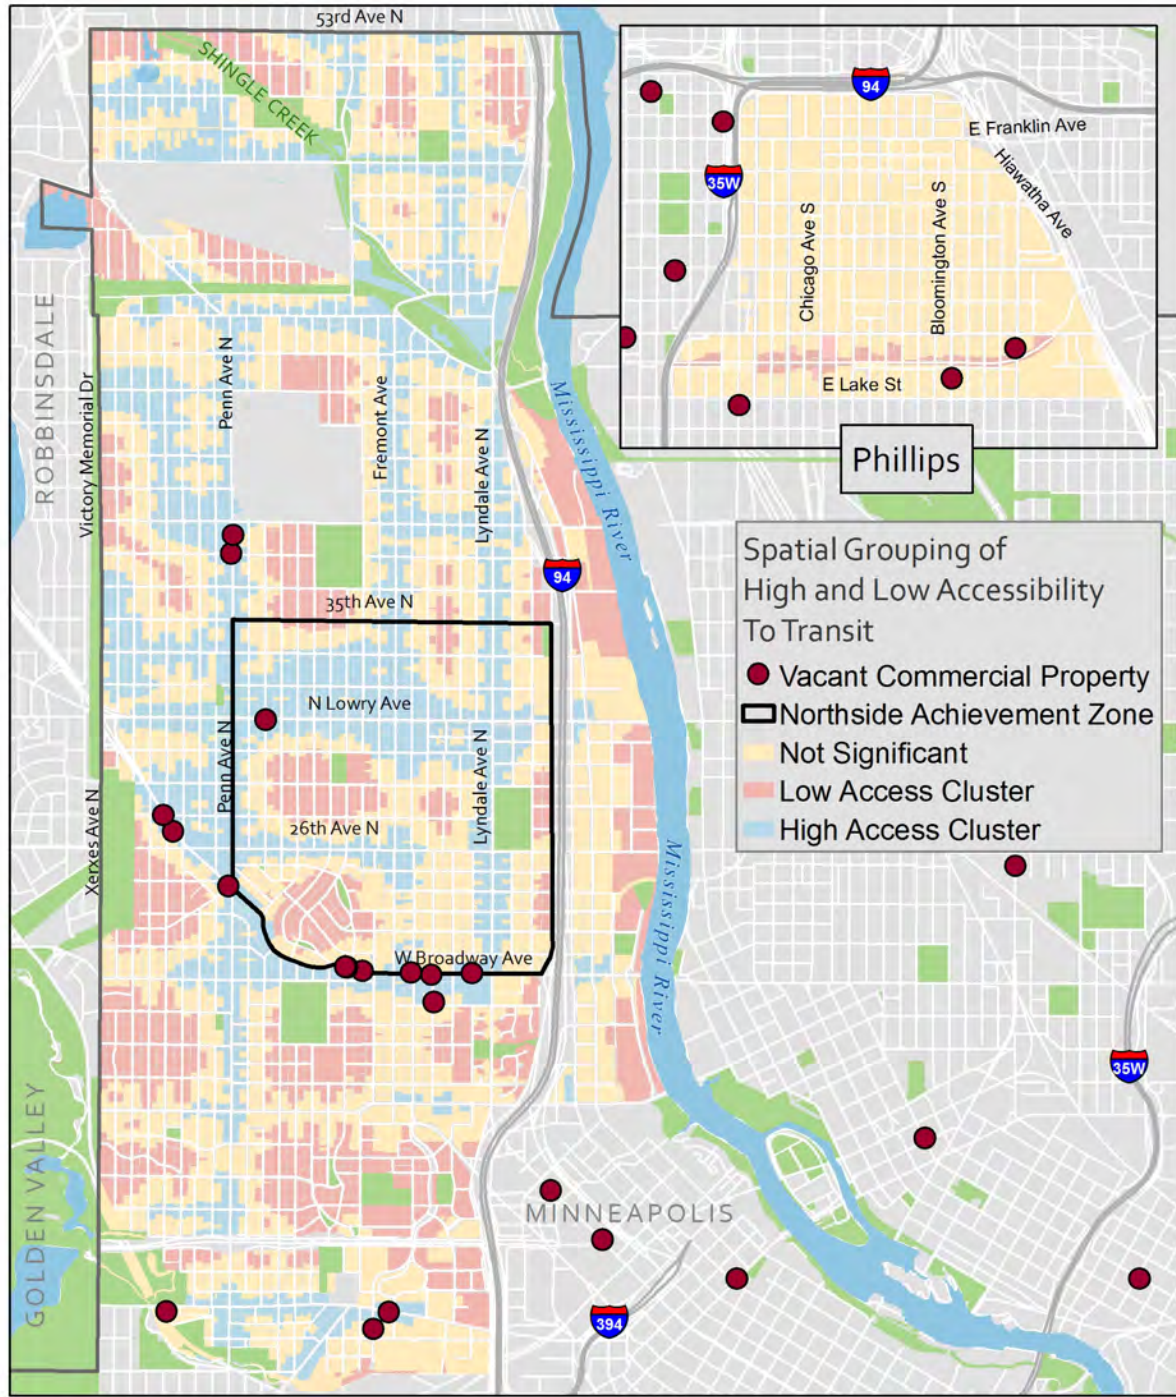 53rd Ave N
SHINGLE CREEK
94
E Franklin Ave
35W
Hiawatha Ave
Chicago Ave S
Bloomington Ave S
E Lake St
Phillips
ROBBINSDALE
Victory Memorial Dr
Penn Ave N
Fremont Ave
Lyndale Ave N
Mississippi River
94
35th Ave N
Spatial Grouping of
High and Low Accessibility
To Transit
Vacant Commercial Property
Northside Achievement Zone
Not Significant
Low Access Cluster
High Access Cluster
N Lowry Ave
Penn Ave N
Lyndale Ave N
Xerxes Ave N
26th Ave N
Mississippi River
W Broadway Ave
35W
GOLDEN VALLEY
MINNEAPOLIS
394